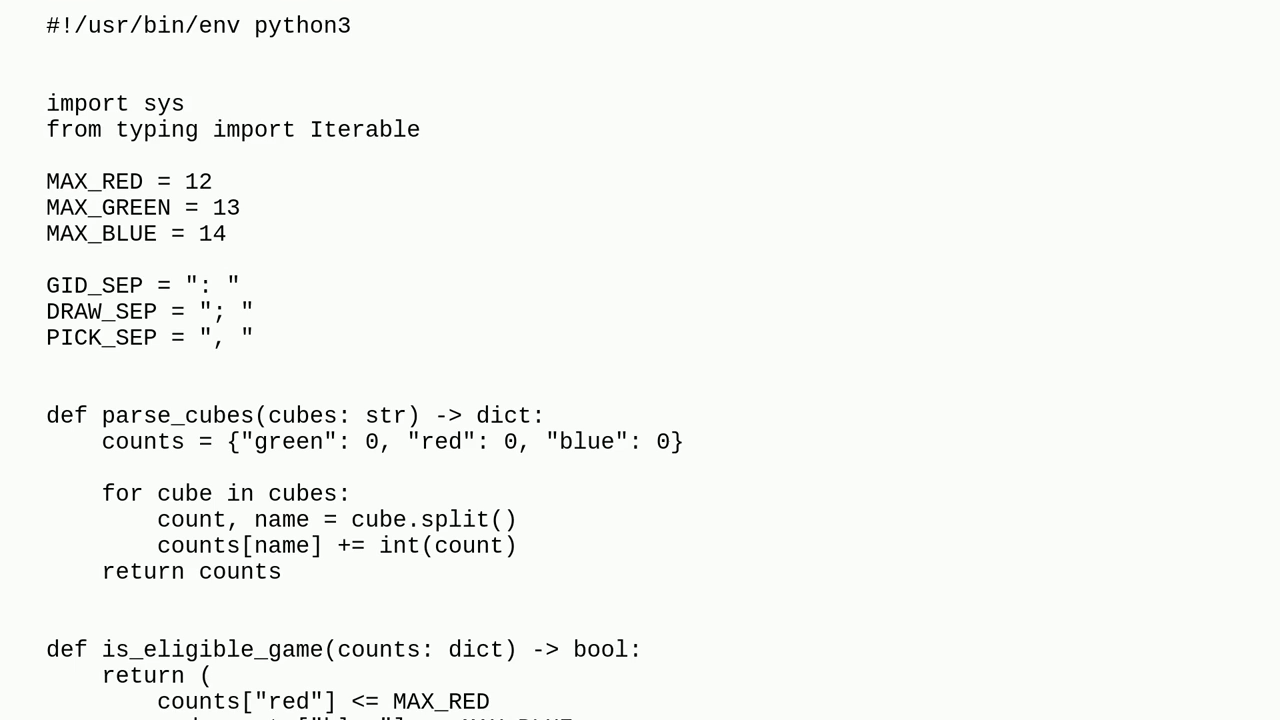 #!/usr/bin/env python3
import sys
from typing import Iterable
MAX_RED = 12
MAX_GREEN = 13
MAX_BLUE = 14
GID_SEP = ": "
DRAW_SEP = "; "
PICK_SEP = ", "
def parse_cubes(cubes: str) -> dict:
    counts = {"green": 0, "red": 0, "blue": 0}
    for cube in cubes:
        count, name = cube.split()
        counts[name] += int(count)
    return counts
def is_eligible_game(counts: dict) -> bool:
    return (
        counts["red"] <= MAX_RED